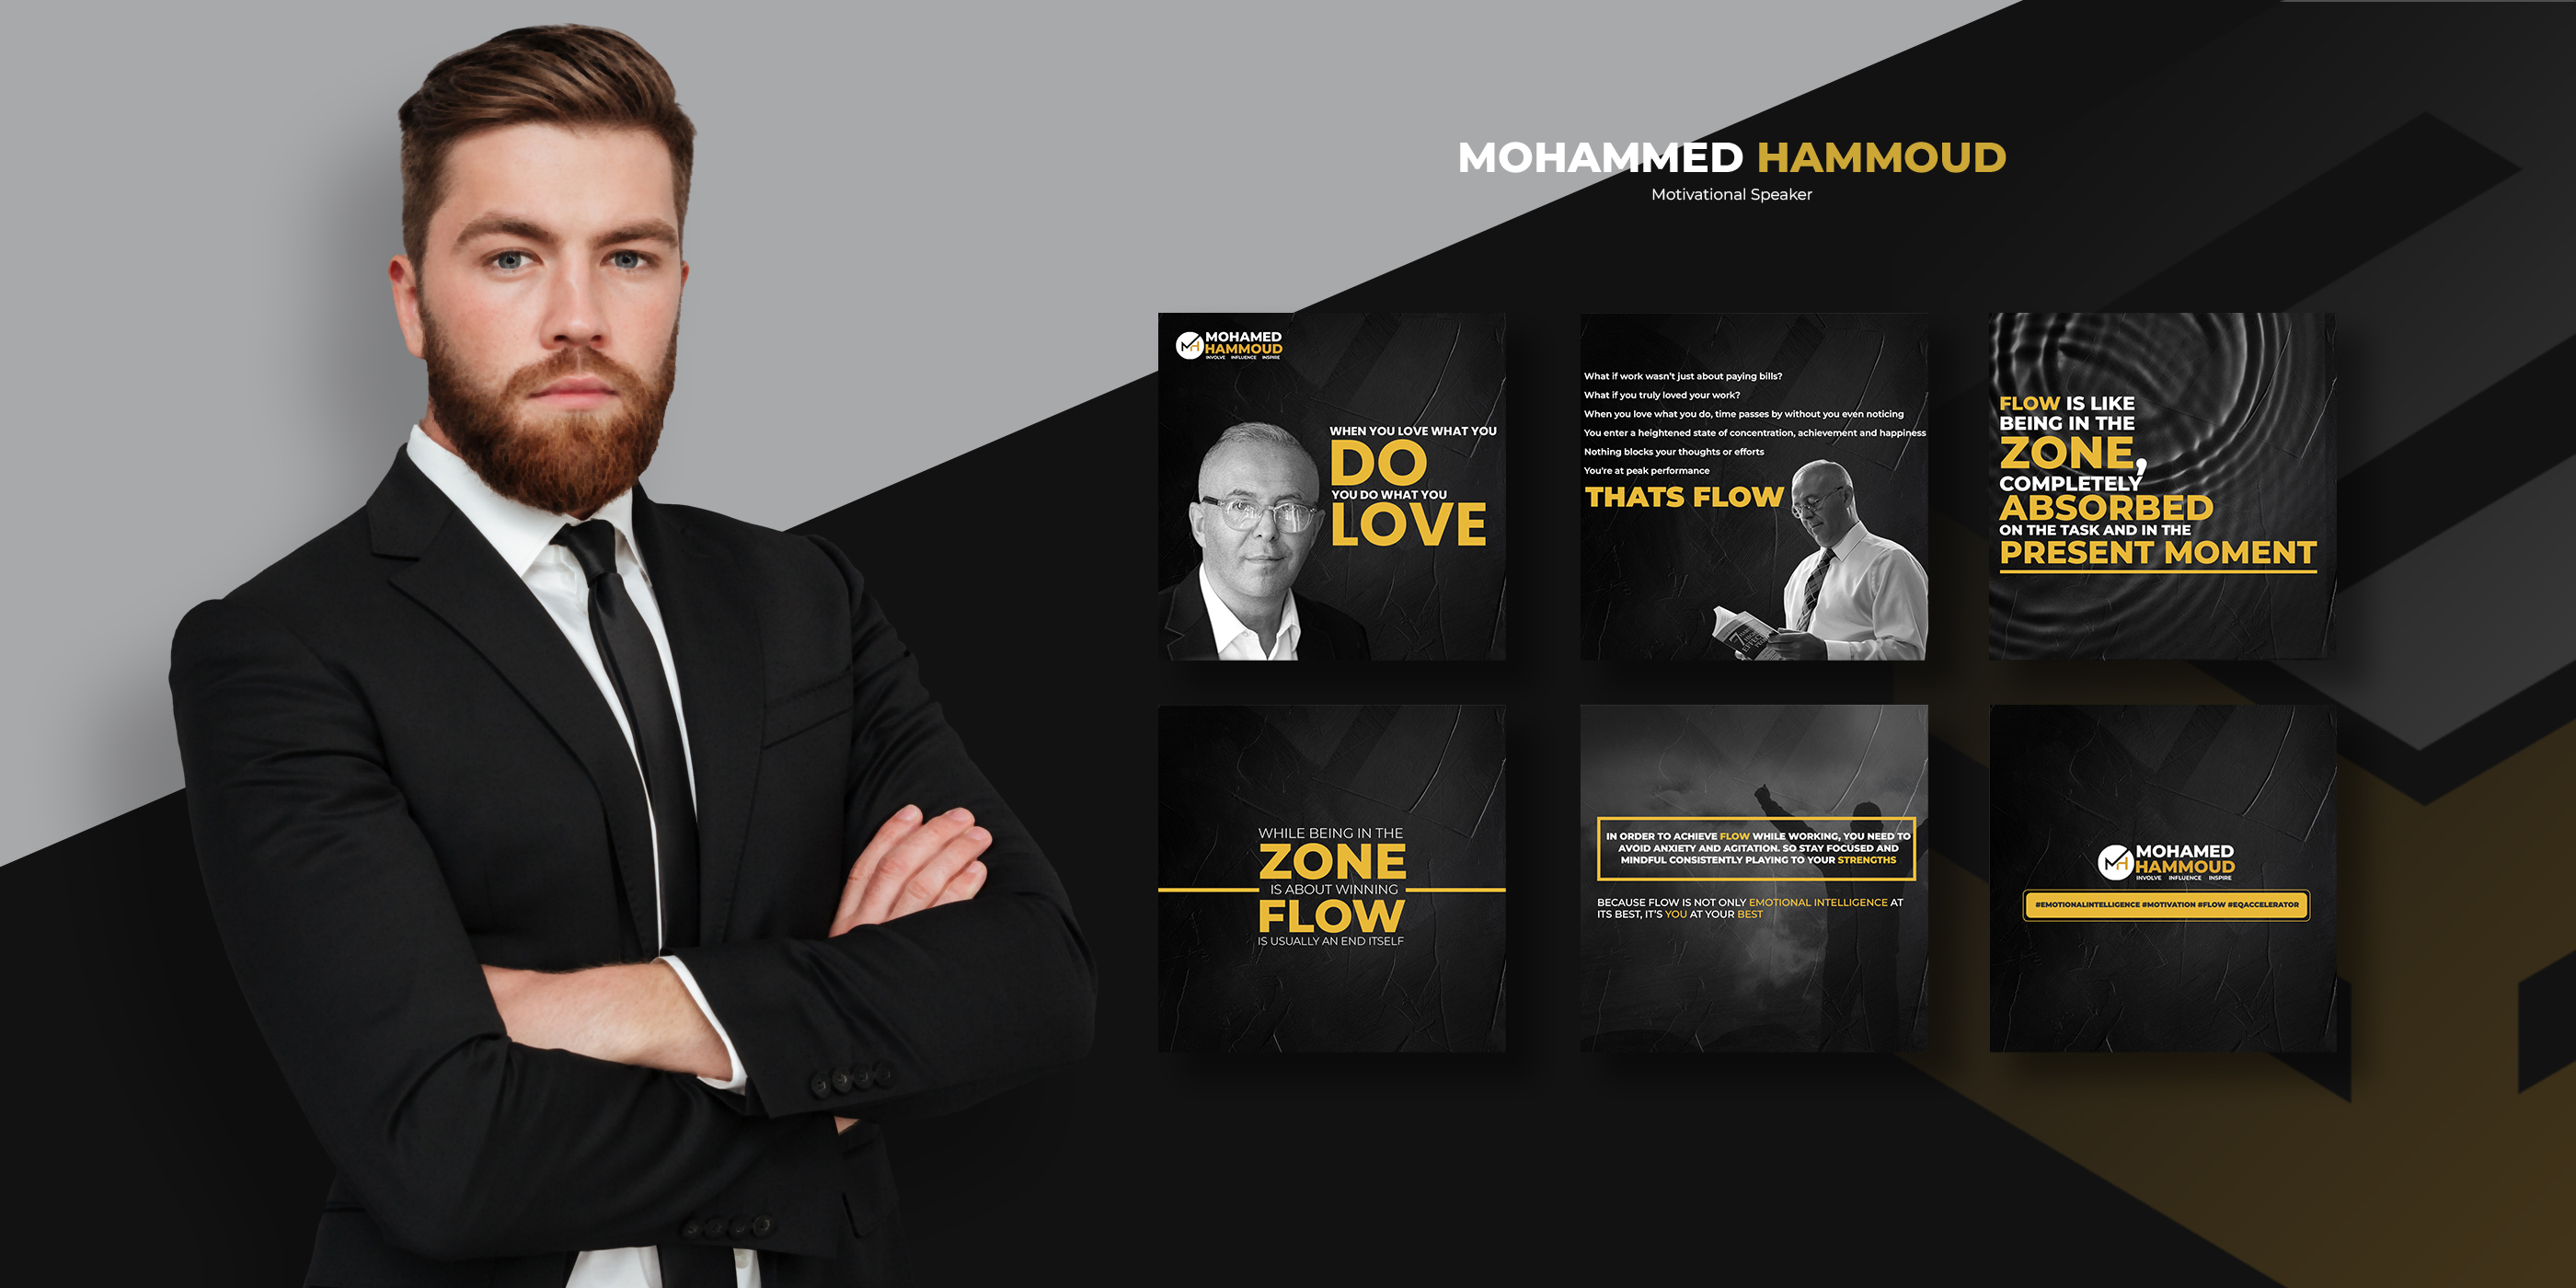 MOHAMMED HAMMOUD
Motivational Speaker
MH
MOHAMED
HAMMOUD
INVOLVE INFLUENCE INSPIRE
WHEN YOU LOVE WHAT YOU
DO
YOU DO WHAT YOU
LOVE
What if work wasn't just about paying bills?
What if you truly loved your work?
When you love what you do, time passes by without you even noticing
You enter a heightened state of concentration, achievement and happiness
Nothing blocks your thoughts or efforts
You're at peak performance
THATS FLOW
FLOW IS LIKE
BEING IN THE
ZONE,
COMPLETELY
ABSORBED
ON THE TASK AND IN THE
PRESENT MOMENT
WHILE BEING IN THE
ZONE
IS ABOUT WINNING
FLOW
IS USUALLY AN END ITSELF
IN ORDER TO ACHIEVE FLOW WHILE WORKING, YOU NEED TO
AVOID ANXIETY AND AGITATION. SO STAY FOCUSED AND
MINDFUL CONSISTENTLY PLAYING TO YOUR STRENGTHS
BECAUSE FLOW IS NOT ONLY EMOTIONAL INTELLIGENCE AT
ITS BEST, IT'S YOU AT YOUR BEST
MH
MOHAMED
HAMMOUD
INVOLVE INFLUENCE INSPIRE
#EMOTIONALINTELLIGENCE #MOTIVATION #FLOW #EQACCELERATOR